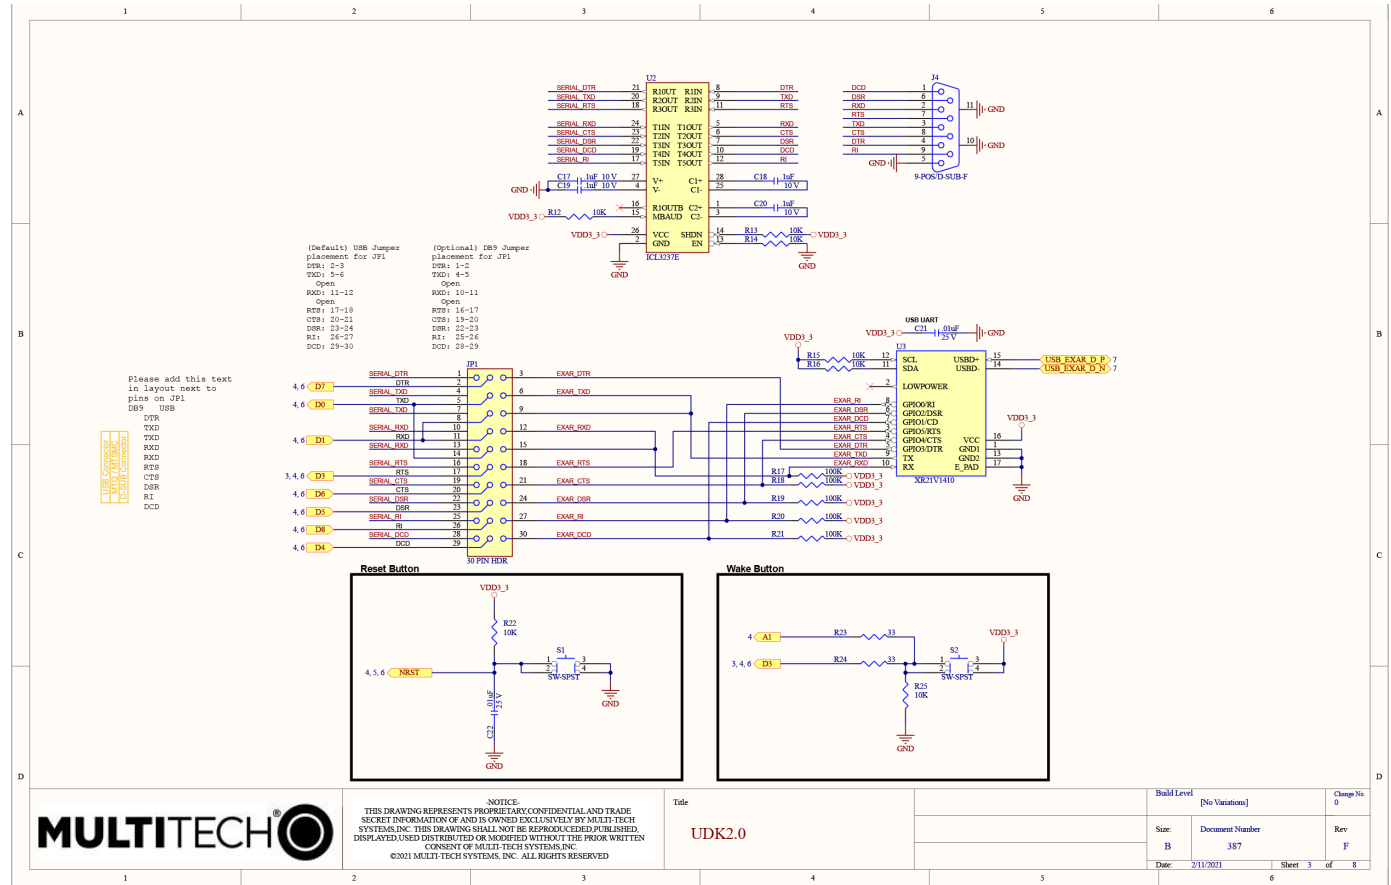 1 2 3 4 5 6
A
B
C
D
A
B
C
D
U2
SERIAL_DTR 21 R1OUT R1IN 8 DTR
SERIAL_TXD 20 R2OUT R2IN 9 TXD
SERIAL_RTS 18 R3OUT R3IN 11 RTS
SERIAL_RXD 24 T1IN T1OUT 5 RXD
SERIAL_CTS 23 T2IN T2OUT 6 CTS
SERIAL_DSR 22 T3IN T3OUT 7 DSR
SERIAL_DCD 19 T4IN T4OUT 10 DCD
SERIAL_RI 17 T5IN T5OUT 12 RI
C17 .1uF 10 V 27 V+ C1+ 28 C18 .1uF
GND C19 .1uF 10 V 4 V- C1- 25 10 V
16 R1OUTB C2+ 1 C20 .1uF
VDD3_3 R12 10K 15 MBAUD C2- 3 10 V
VDD3_3 26 VCC SHDN 14 R13 10K VDD3_3
2 GND EN 13 R14 10K
ICL3237E
GND
GND
J4
DCD 1
DSR 6
RXD 2 11 GND
RTS 7
TXD 3
CTS 8
DTR 4 10 GND
RI 9
GND 5
9-POS/D-SUB-F
(Default) USB Jumper
placement for JP1
DTR: 2-3
TXD: 5-6
Open
RXD: 11-12
Open
RTS: 17-18
CTS: 20-21
DSR: 23-24
RI: 26-27
DCD: 29-30
(Optional) DB9 Jumper
placement for JP1
DTR: 1-2
TXD: 4-5
Open
RXD: 10-11
Open
RTS: 16-17
CTS: 19-20
DSR: 22-23
RI: 25-26
DCD: 28-29
Please add this text
in layout next to
pins on JP1
DB9 USB
DTR
TXD
TXD
RXD
RXD
RTS
CTS
DSR
RI
DCD
USB Connector
MTQ / MTSMC
D-SUB Connector
JP1
SERIAL_DTR 1 3 EXAR_DTR
4, 6 D7 DTR 2
SERIAL_TXD 4 6 EXAR_TXD
4, 6 D0 TXD 5
SERIAL_TXD 7 9
8
SERIAL_RXD 10 12 EXAR_RXD
4, 6 D1 RXD 11
SERIAL_RXD 13 15
14
SERIAL_RTS 16 18 EXAR_RTS
3, 4, 6 D3 RTS 17
SERIAL_CTS 19 21 EXAR_CTS
4, 6 D6 CTS 20
SERIAL_DSR 22 24 EXAR_DSR
4, 6 D5 DSR 23
SERIAL_RI 25 27 EXAR_RI
4, 6 D8 RI 26
SERIAL_DCD 28 30 EXAR_DCD
4, 6 D4 DCD 29
30 PIN HDR
USB UART
VDD3_3 C21 .01uF GND
25 V
VDD3_3
U3
R15 10K 12 SCL USBD+ 15 USB_EXAR_D_P 7
R16 10K 11 SDA USBD- 14 USB_EXAR_D_N 7
2 LOWPOWER
EXAR_RI 8 GPIO0/RI
EXAR_DSR 6 GPIO2/DSR
EXAR_DCD 7 GPIO1/CD
EXAR_RTS 3 GPIO5/RTS
EXAR_CTS 4 GPIO4/CTS VCC 16 VDD3_3
EXAR_DTR 5 GPIO3/DTR GND1 1
EXAR_TXD 9 TX GND2 13
EXAR_RXD 10 RX E_PAD 17
XR21V1410
GND
R17 100K VDD3_3
R18 100K VDD3_3
R19 100K VDD3_3
R20 100K VDD3_3
R21 100K VDD3_3
Reset Button
VDD3_3
R22
10K
S1
1 3
2 4
SW-SPST
4, 5, 6 NRST
GND
.01uF
25 V
C22
GND
Wake Button
VDD3_3
4 A1 R23 33
S2
3, 4, 6 D3 R24 33 1 3
2 4
SW-SPST
R25
10K
GND
MULTITECH®
-NOTICE-
THIS DRAWING REPRESENTS PROPRIETARY,CONFIDENTIAL AND TRADE
SECRET INFORMATION OF AND IS OWNED EXCLUSIVELY BY MULTI-TECH
SYSTEMS,INC. THIS DRAWING SHALL NOT BE REPRODUCEDED,PUBLISHED,
DISPLAYED,USED DISTRIBUTED OR MODIFIED WITHOUT THE PRIOR WRITTEN
CONSENT OF MULTI-TECH SYSTEMS,INC.
©2021 MULTI-TECH SYSTEMS, INC. ALL RIGHTS RESERVED
Title
UDK2.0
Build Level
[No Variations]
Change No.
0
Size: Document Number Rev
B 387 F
Date: 2/11/2021 Sheet 3 of 8
1 2 3 4 5 6